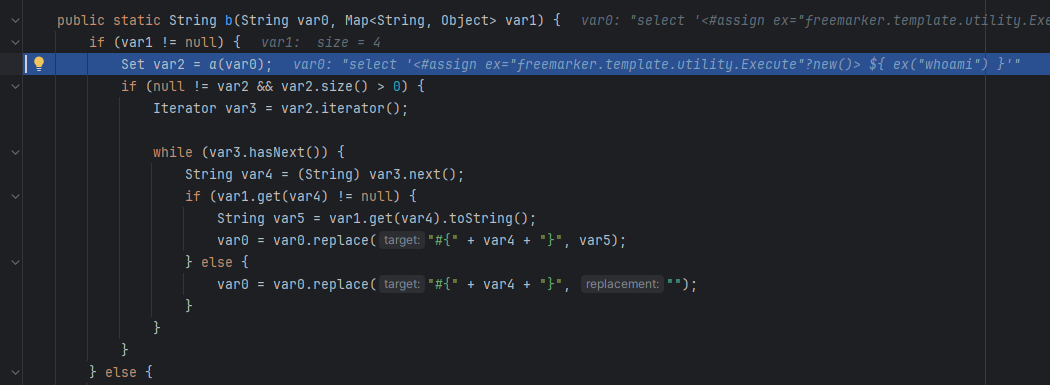 public static String b(String var0, Map<String, Object> var1) {   var0: "select '<#assign ex="freemarker.template.utility.Exe
if (var1 != null) {   var1:  size = 4
Set var2 = a(var0);   var0: "select '<#assign ex="freemarker.template.utility.Execute"?new()> ${ ex("whoami") }'"
if (null != var2 && var2.size() > 0) {
Iterator var3 = var2.iterator();
while (var3.hasNext()) {
String var4 = (String) var3.next();
if (var1.get(var4) != null) {
String var5 = var1.get(var4).toString();
var0 = var0.replace( target: "#{" + var4 + "}", var5);
} else {
var0 = var0.replace( target: "#{" + var4 + "}", replacement: "");
}
}
}
} else {